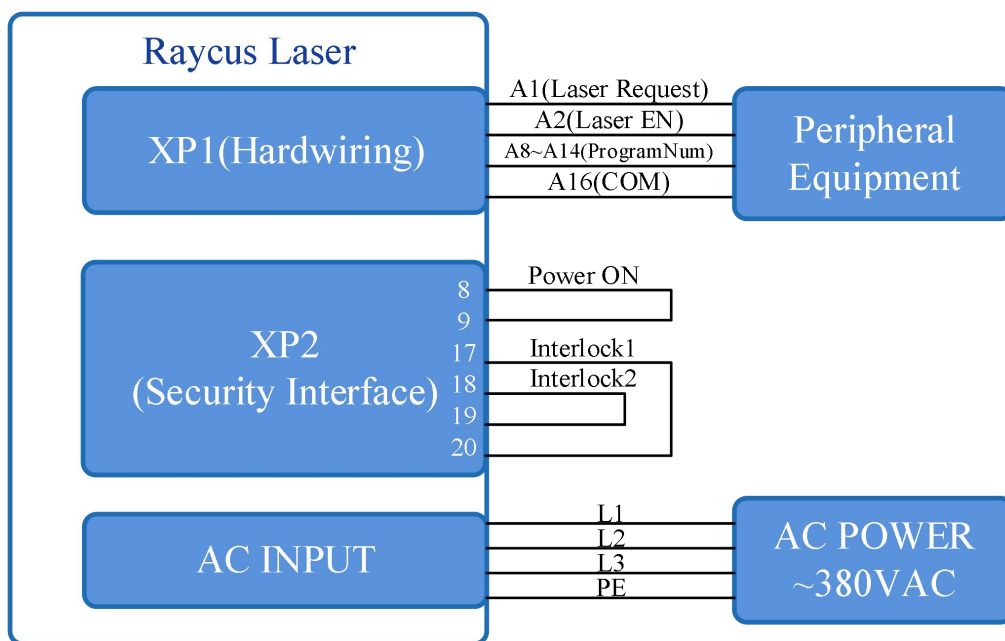 Raycus Laser
XP1(Hardwiring)
A1(Laser Request)
A2(Laser EN)
A8~A14(ProgramNum)
A16(COM)
Peripheral
Equipment
XP2
(Security Interface)
8
9
17
18
19
20
Power ON
Interlock1
Interlock2
AC INPUT
L1
L2
L3
PE
AC POWER
~380VAC